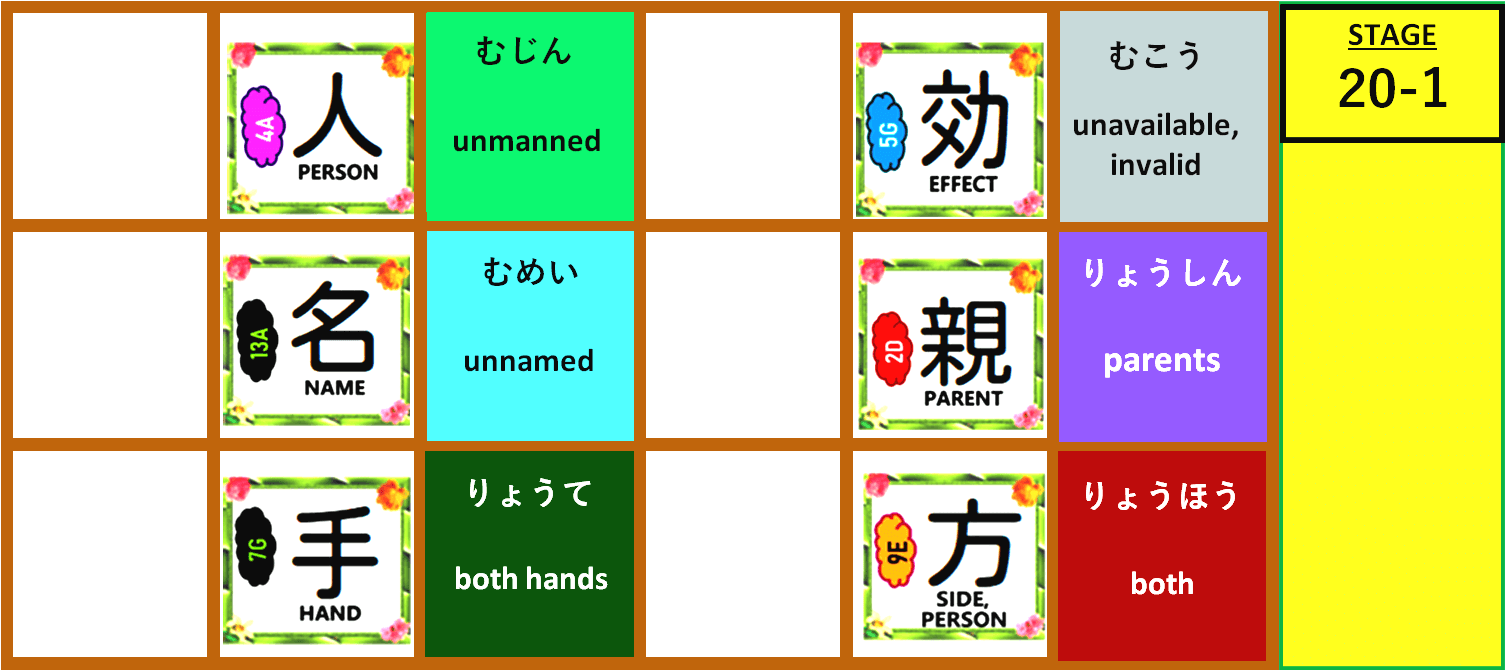 4A
人
PERSON
むじん
unmanned
5G
効
EFFECT
むこう
unavailable,
invalid
STAGE
20-1
13A
名
NAME
むめい
unnamed
2D
親
PARENT
りょうしん
parents
7G
手
HAND
りょうて
both hands
9E
方
SIDE,
PERSON
りょうほう
both